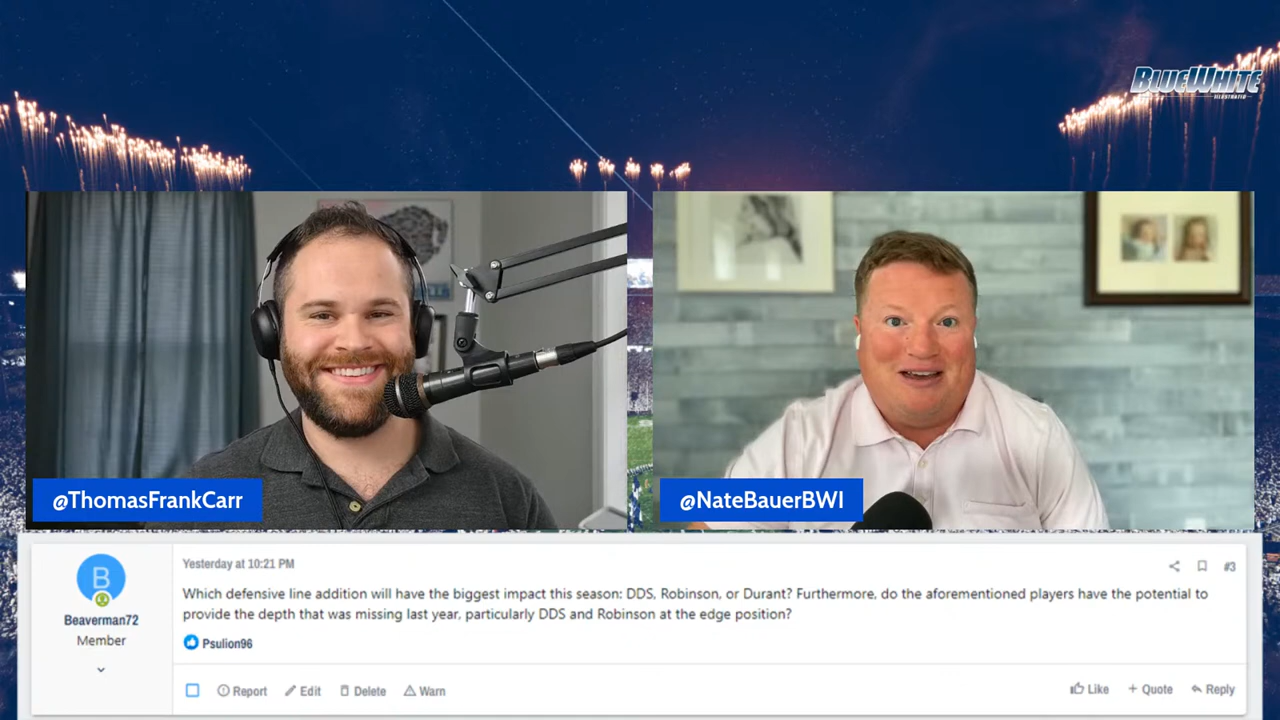 BLUEWHITE
ILLUSTRATED
@ThomasFrankCarr
@NateBauerBWI
B
Beaverman72
Member
Yesterday at 10:21 PM
#3
Which defensive line addition will have the biggest impact this season: DDS, Robinson, or Durant? Furthermore, do the aforementioned players have the potential to
provide the depth that was missing last year, particularly DDS and Robinson at the edge position?
Psulion96
Report Edit Delete Warn
Like + Quote Reply